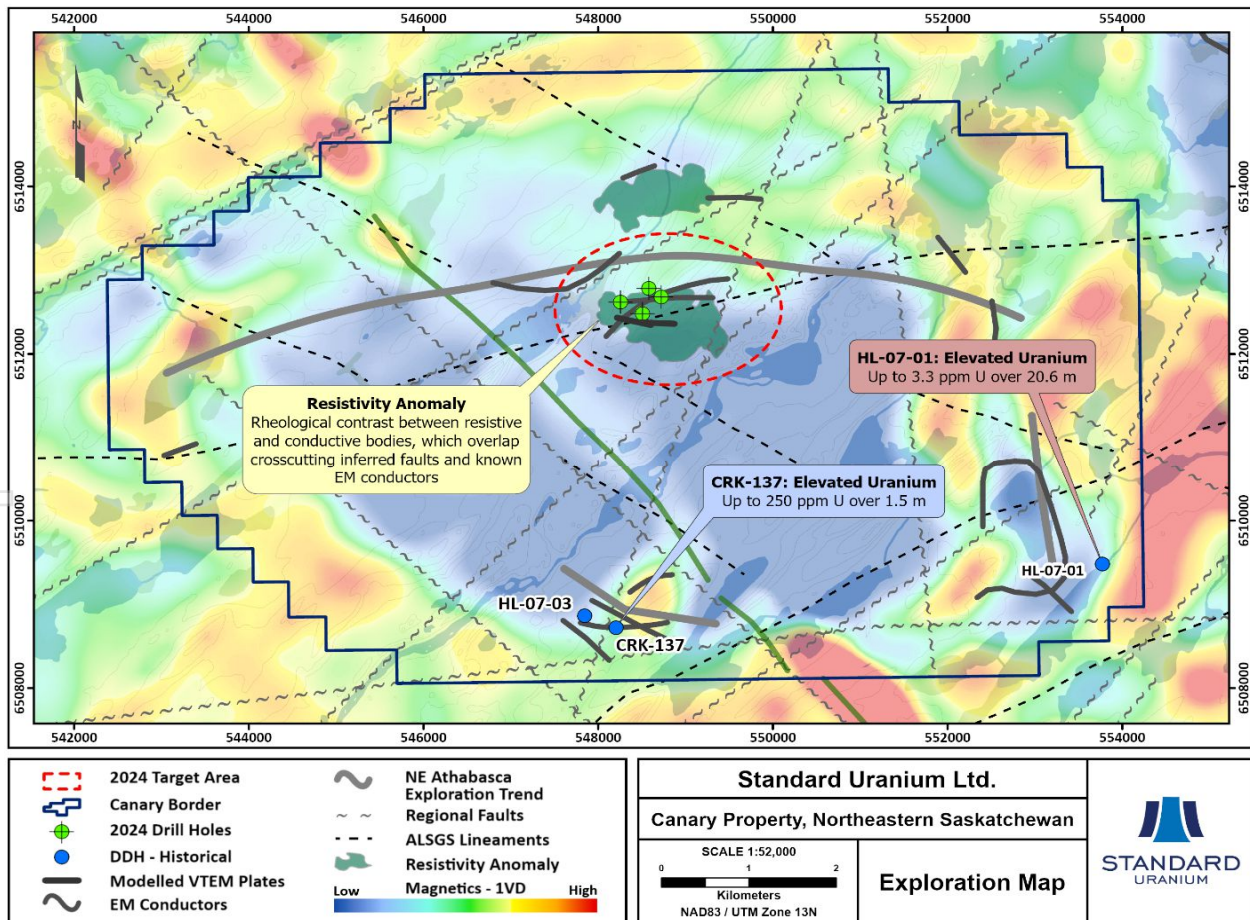 542000
544000
546000
548000
550000
552000
554000
6514000
6514000
N
6512000
6512000
HL-07-01: Elevated Uranium
Up to 3.3 ppm U over 20.6 m
Resistivity Anomaly
Rheological contrast between resistive
and conductive bodies, which overlap
crosscutting inferred faults and known
EM conductors
CRK-137: Elevated Uranium
Up to 250 ppm U over 1.5 m
6510000
6510000
HL-07-01
HL-07-03
CRK-137
6508000
6508000
542000
544000
546000
548000
550000
552000
554000
2024 Target Area
Canary Border
2024 Drill Holes
DDH - Historical
Modelled VTEM Plates
EM Conductors
NE Athabasca
Exploration Trend
Regional Faults
ALSGS Lineaments
Resistivity Anomaly
Magnetics - 1VD
Low
High
Standard Uranium Ltd.
Canary Property, Northeastern Saskatchewan
SCALE 1:52,000
0 1 2
Kilometers
NAD83 / UTM Zone 13N
Exploration Map
STANDARD
URANIUM